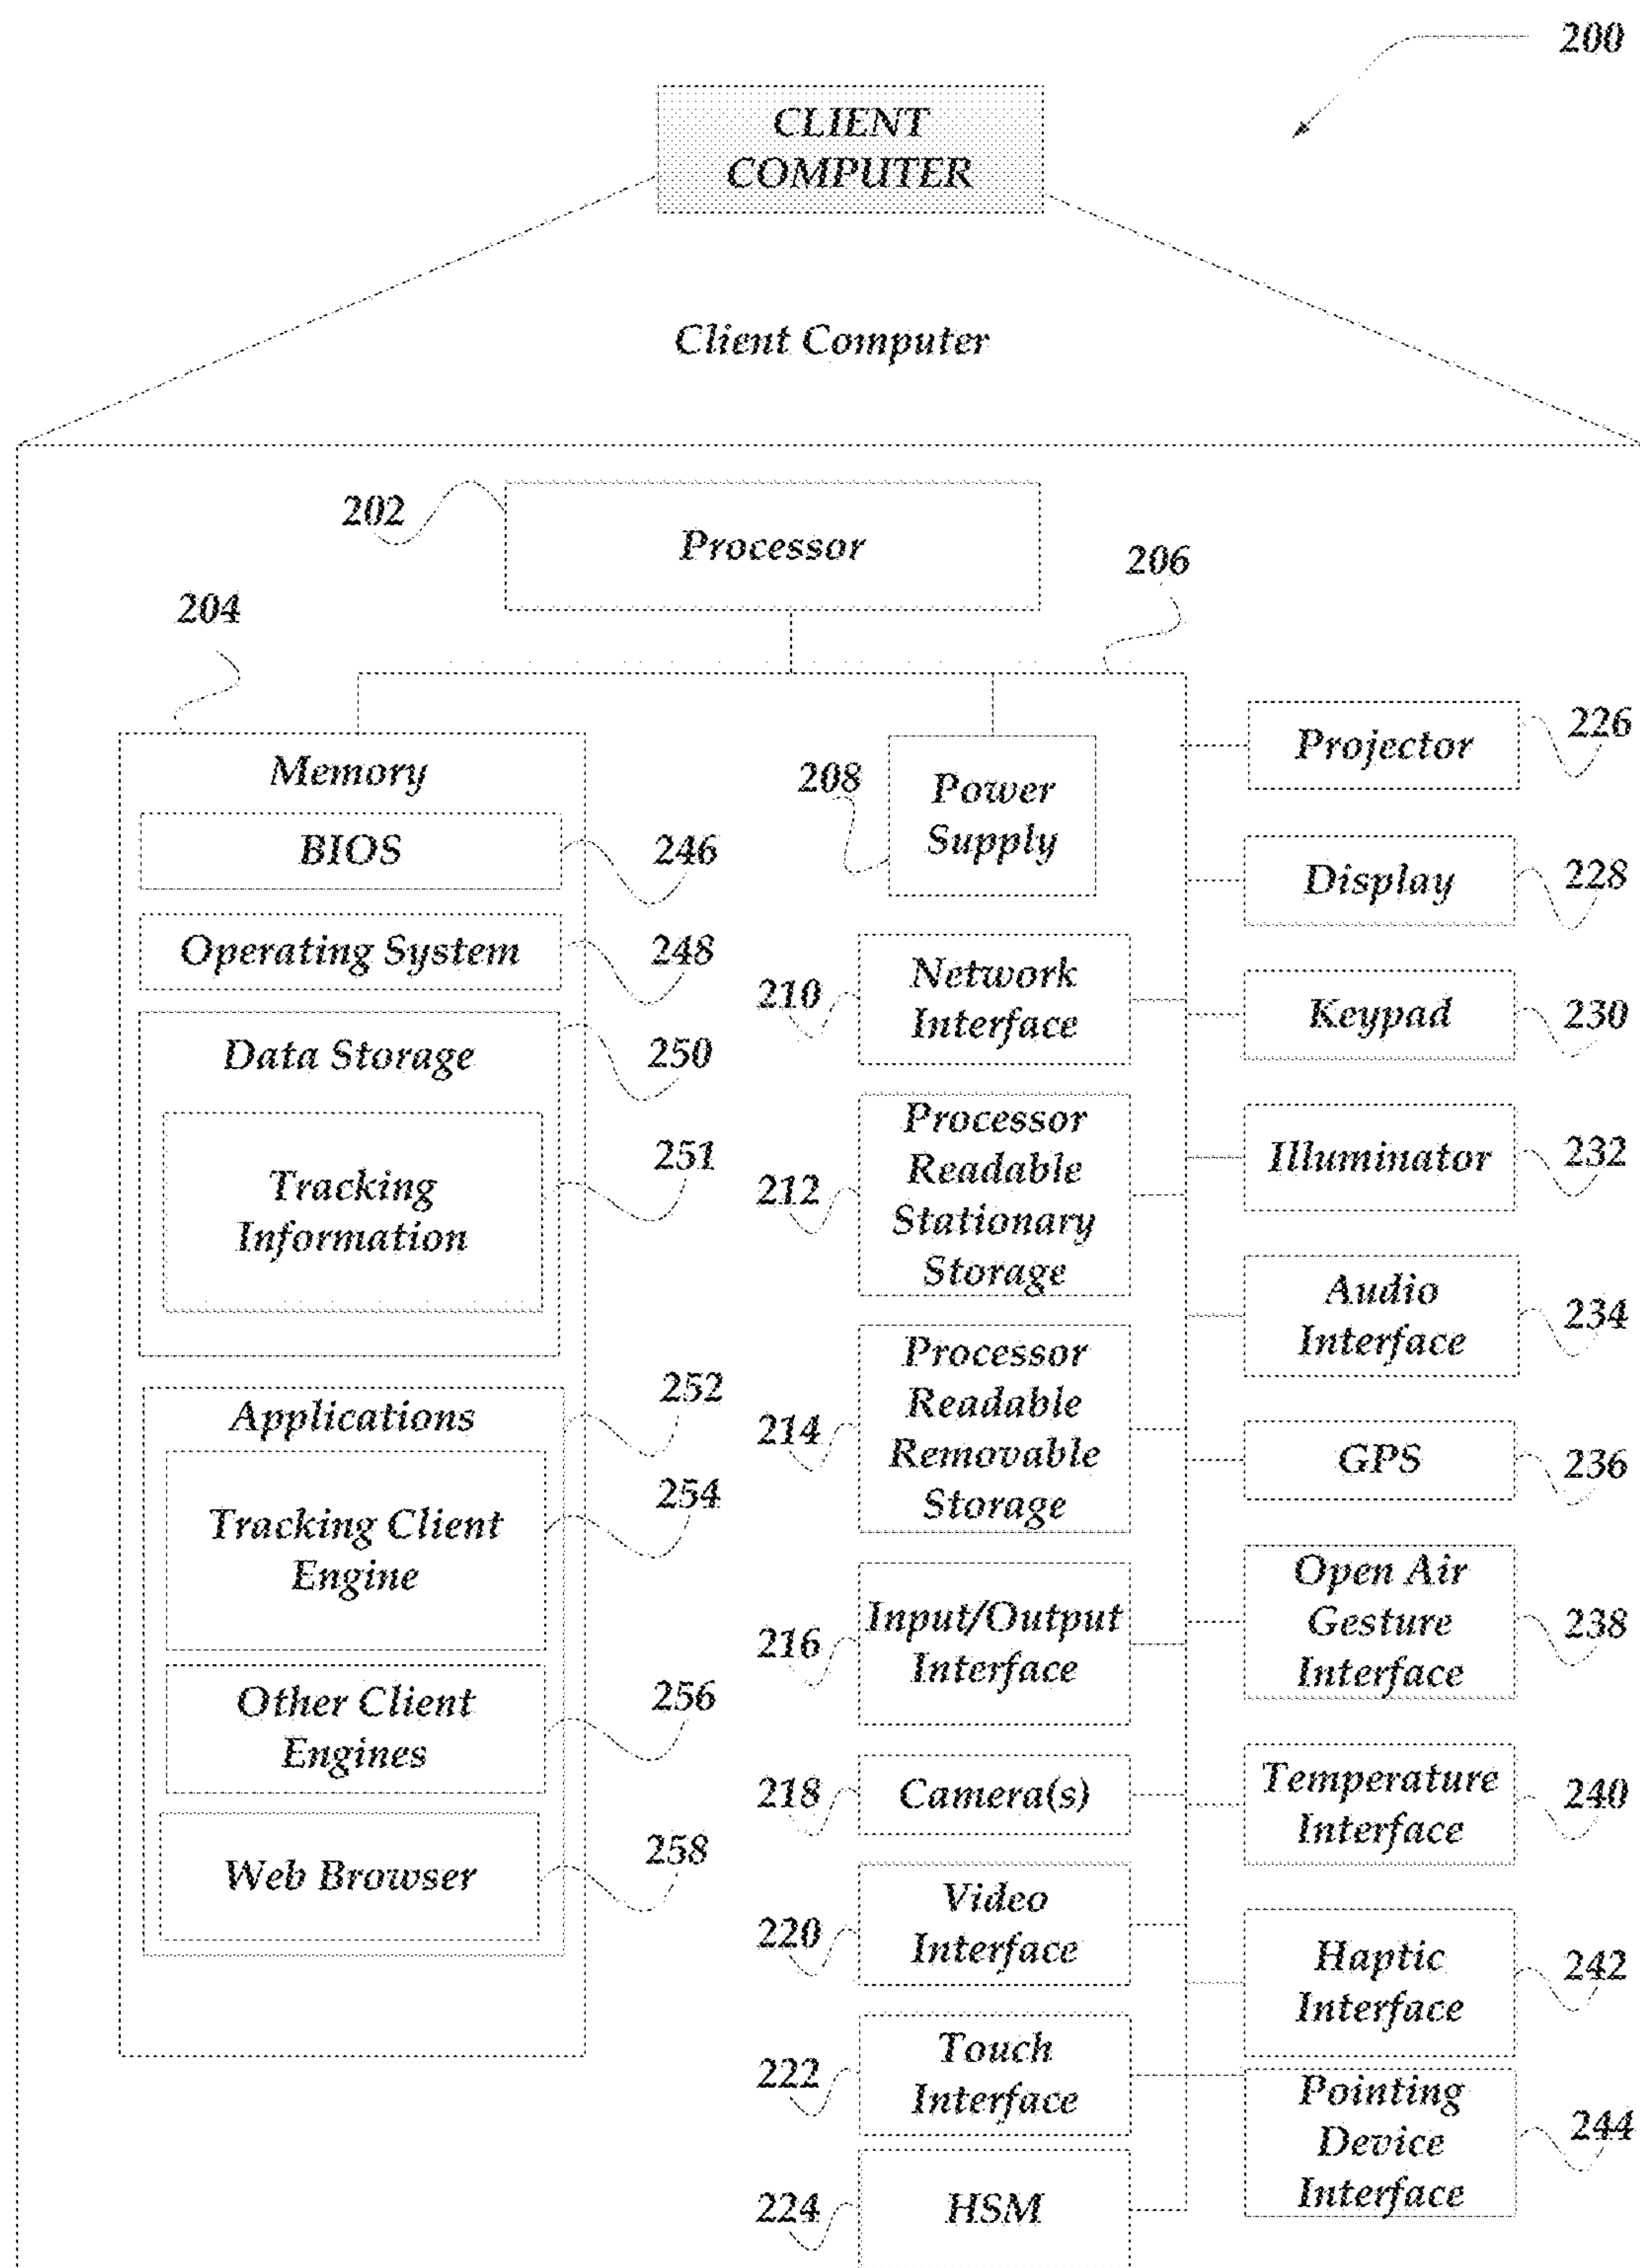 200
CLIENT
COMPUTER
Client Computer
202
Processor
206
204
Memory
BIOS
246
Operating System
248
Data Storage
250
Tracking
Information
251
Applications
252
Tracking Client
Engine
254
Other Client
Engines
256
Web Browser
258
208
Power
Supply
210
Network
Interface
212
Processor
Readable
Stationary
Storage
214
Processor
Readable
Removable
Storage
216
Input/Output
Interface
218
Camera(s)
220
Video
Interface
222
Touch
Interface
224
HSM
Projector
226
Display
228
Keypad
230
Illuminator
232
Audio
Interface
234
GPS
236
Open Air
Gesture
Interface
238
Temperature
Interface
240
Haptic
Interface
242
Pointing
Device
Interface
244